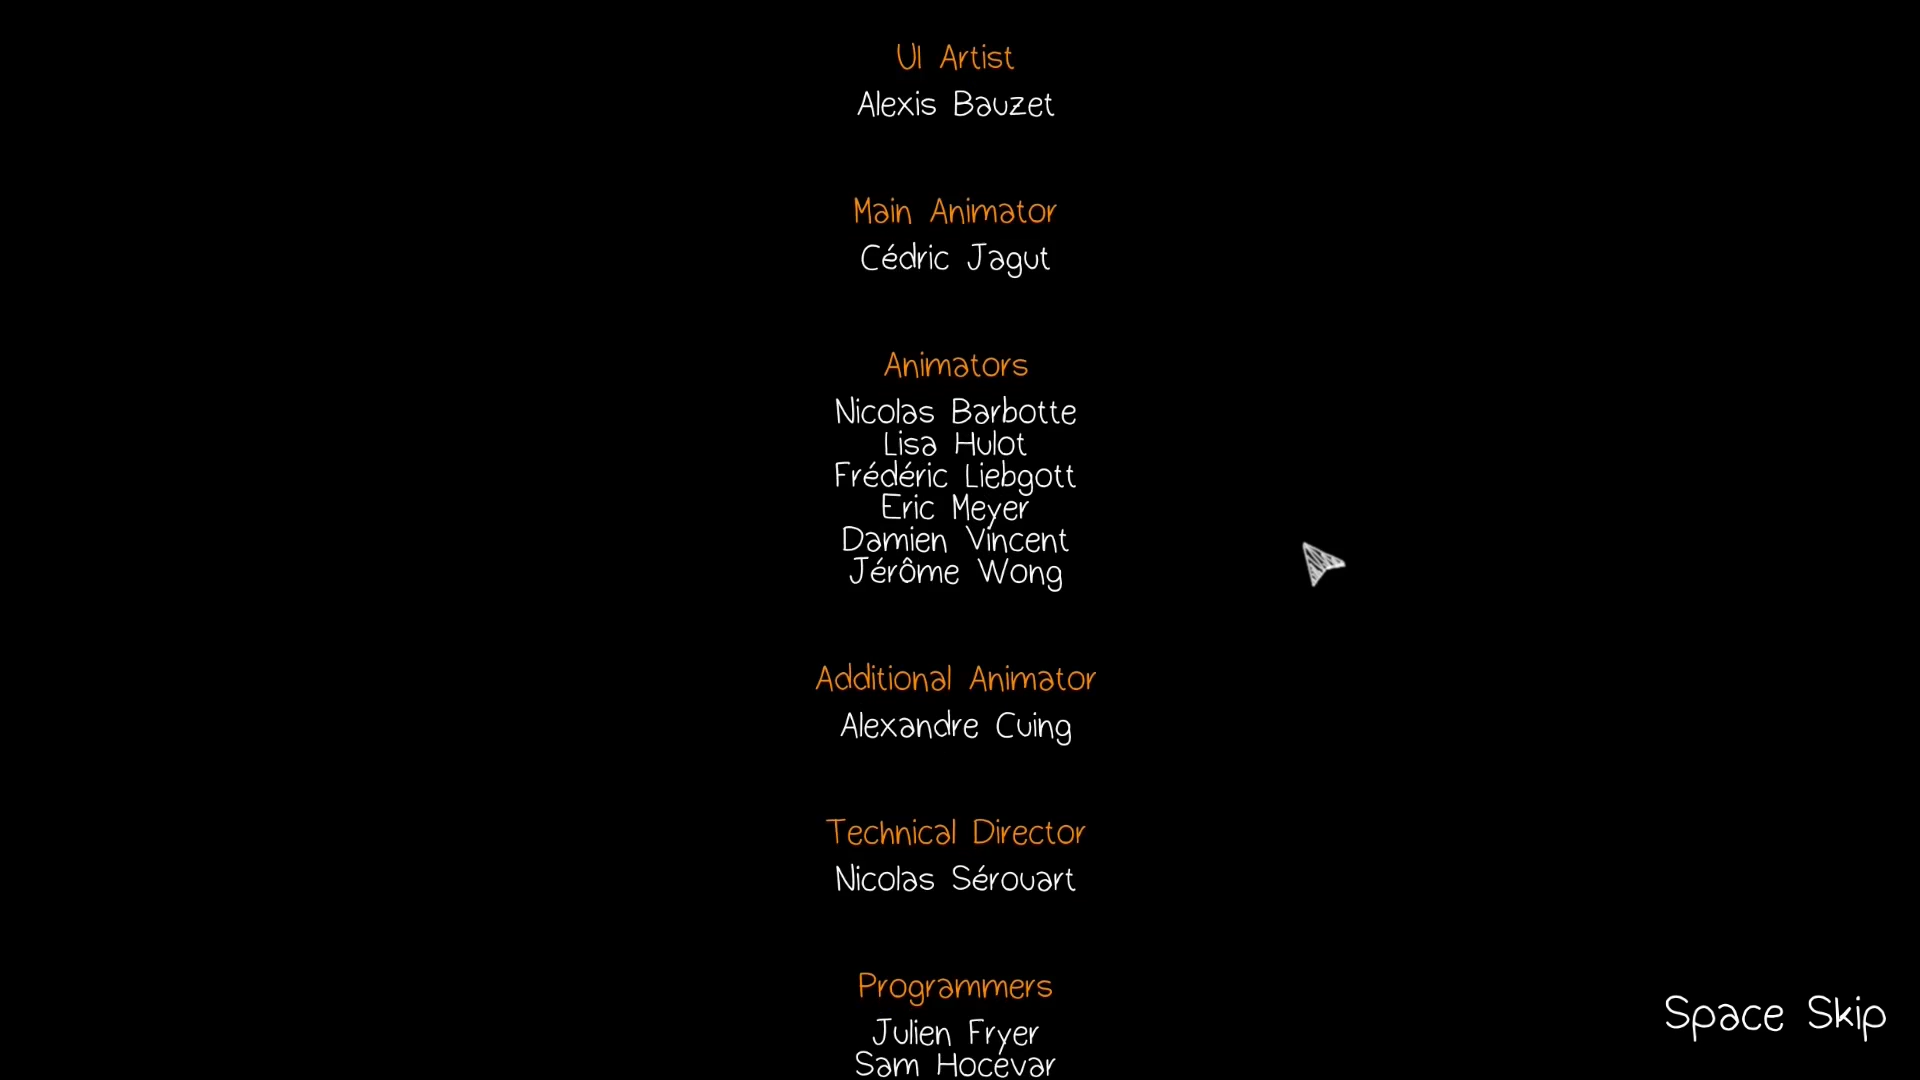 UI Artist
Alexis Bauzet
Main Animator
Cédric Jagut
Animators
Nicolas Barbotte
Lisa Hulot
Frédéric Liebgott
Eric Meyer
Damien Vincent
Jérôme Wong
Additional Animator
Alexandre Cuing
Technical Director
Nicolas Sérouart
Programmers
Julien Fryer
Sam Hocevar
Space Skip